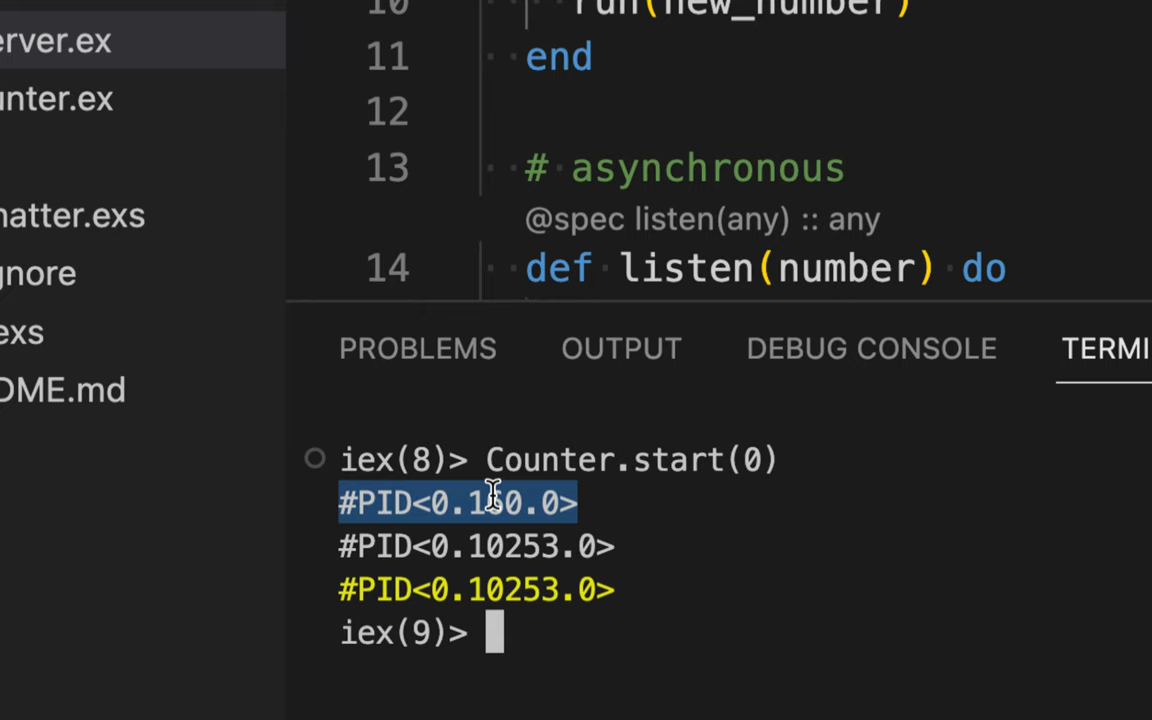 erver.ex
unter.ex
natter.exs
gnore
exs
DME.md
10 run(new_number)
11 end
12
13 # asynchronous
@spec listen(any) :: any
14 def listen(number) do
PROBLEMS OUTPUT DEBUG CONSOLE TERMI
iex(8)> Counter.start(0)
#PID<0.10253.0>
#PID<0.10253.0>
iex(9)>